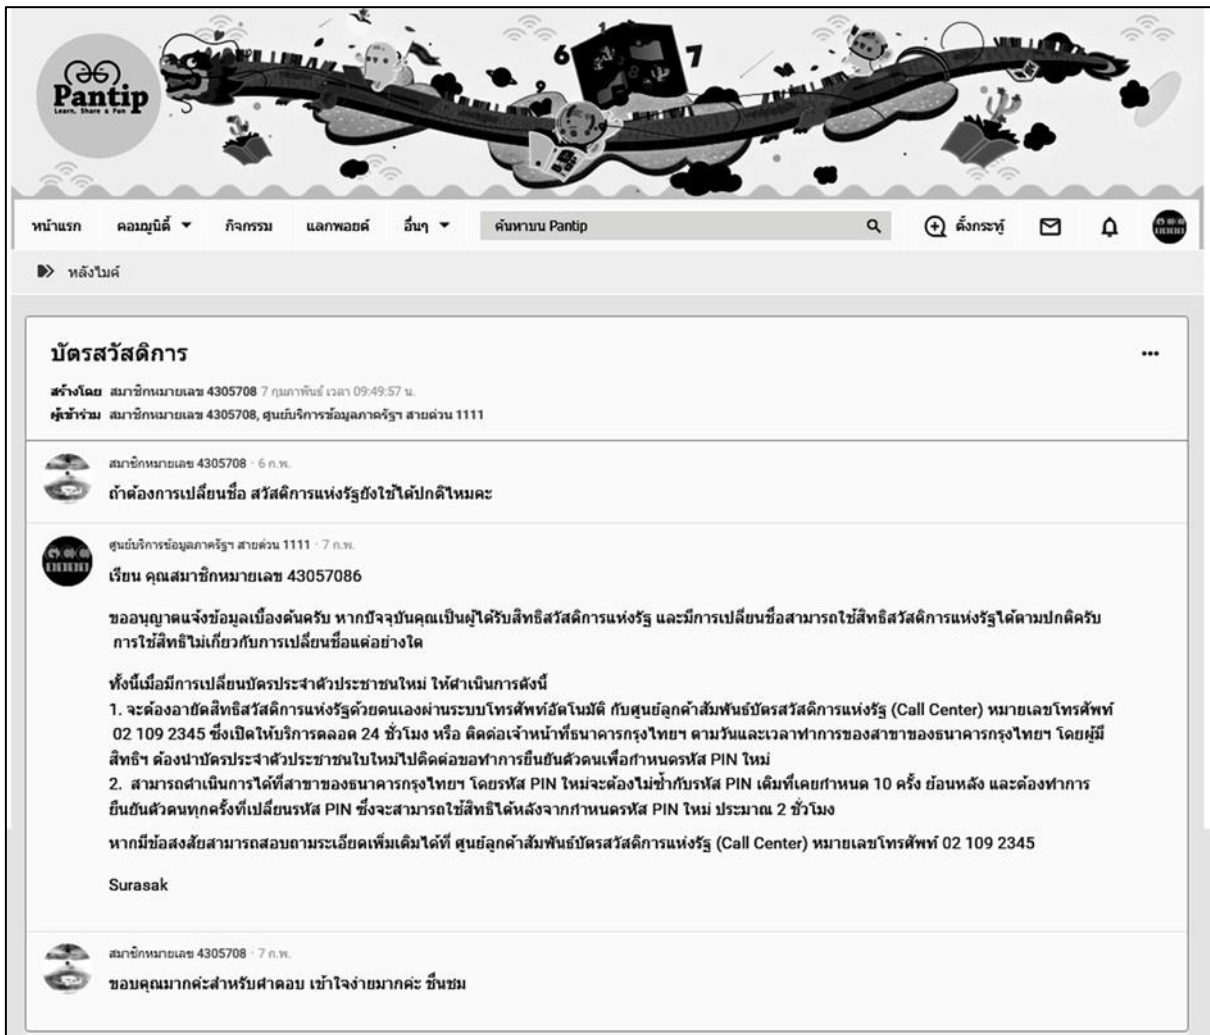 6
1
7
9
3 8
Pantip
Learn, Share & Fun
หน้าแรก คอมมูนิตี้ กิจกรรม แลกพอยต์ อื่นๆ ค้นหาบน Pantip ตั้งกระทู้
หลังไมค์
บัตรสวัสดิการ
สร้างโดย สมาชิกหมายเลข 4305708 7 กุมภาพันธ์ เวลา 09:49:57 น.
ผู้เข้าร่วม สมาชิกหมายเลข 4305708, ศูนย์บริการข้อมูลภาครัฐฯ สายด่วน 1111
สมาชิกหมายเลข 4305708 · 6 ก.พ.
ถ้าต้องการเปลี่ยนชื่อ สวัสดิการแห่งรัฐยังใช้ได้ปกติไหมคะ
ศูนย์บริการข้อมูลภาครัฐฯ สายด่วน 1111 · 7 ก.พ.
เรียน คุณสมาชิกหมายเลข 43057086
ขออนุญาตแจ้งข้อมูลเบื้องต้นครับ หากปัจจุบันคุณเป็นผู้ได้รับสิทธิสวัสดิการแห่งรัฐ และมีการเปลี่ยนชื่อสามารถใช้สิทธิสวัสดิการแห่งรัฐได้ตามปกติครับ
การใช้สิทธิไม่เกี่ยวกับการเปลี่ยนชื่อแต่อย่างใด
ทั้งนี้เมื่อมีการเปลี่ยนบัตรประจำตัวประชาชนใหม่ ให้ดำเนินการดังนี้
1. จะต้องอายัดสิทธิสวัสดิการแห่งรัฐด้วยตนเองผ่านระบบโทรศัพท์อัตโนมัติ กับศูนย์ลูกค้าสัมพันธ์บัตรสวัสดิการแห่งรัฐ (Call Center) หมายเลขโทรศัพท์
02 109 2345 ซึ่งเปิดให้บริการตลอด 24 ชั่วโมง หรือ ติดต่อเจ้าหน้าที่ธนาคารกรุงไทยฯ ตามวันและเวลาทำการของสาขาของธนาคารกรุงไทยฯ โดยผู้มี
สิทธิฯ ต้องนำบัตรประจำตัวประชาชนใบใหม่ไปติดต่อขอทำการยืนยันตัวตนเพื่อกำหนดรหัส PIN ใหม่
2. สามารถดำเนินการได้ที่สาขาของธนาคารกรุงไทยฯ โดยรหัส PIN ใหม่จะต้องไม่ซ้ำกับรหัส PIN เดิมที่เคยกำหนด 10 ครั้ง ย้อนหลัง และต้องทำการ
ยืนยันตัวตนทุกครั้งที่เปลี่ยนรหัส PIN ซึ่งจะสามารถใช้สิทธิได้หลังจากกำหนดรหัส PIN ใหม่ ประมาณ 2 ชั่วโมง
หากมีข้อสงสัยสามารถสอบถามระเอียดเพิ่มเติมได้ที่ ศูนย์ลูกค้าสัมพันธ์บัตรสวัสดิการแห่งรัฐ (Call Center) หมายเลขโทรศัพท์ 02 109 2345
Surasak
สมาชิกหมายเลข 4305708 · 7 ก.พ.
ขอบคุณมากค่ะสำหรับคำตอบ เข้าใจง่ายมากค่ะ ชื่นชม